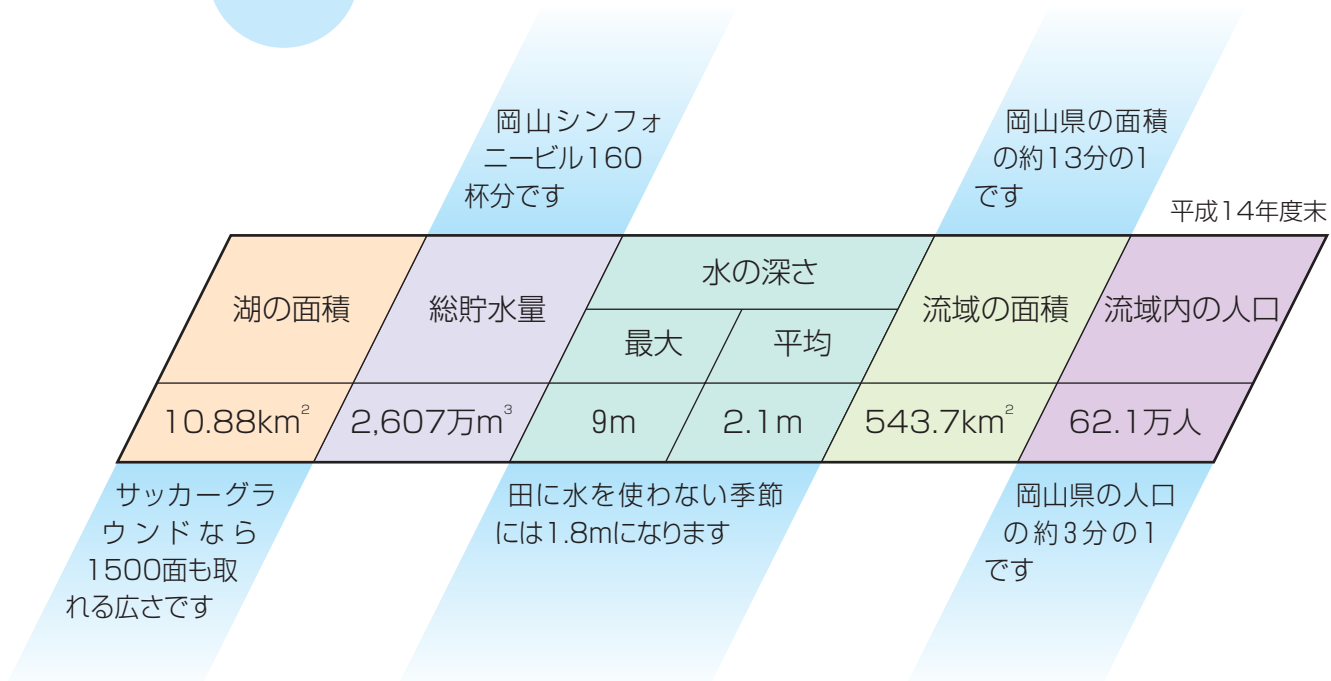 岡山シンフォ
ニービル160
杯分です
岡山県の面積
の約13分の1
です
平成14年度末
湖の面積
総貯水量
水の深さ
最大
平均
流域の面積
流域内の人口
10.88km²
2,607万m³
9m
2.1m
543.7km²
62.1万人
サッカーグラ
ウンドなら
1500面も取
れる広さです
田に水を使わない季節
には1.8mになります
岡山県の人口
の約3分の1
です